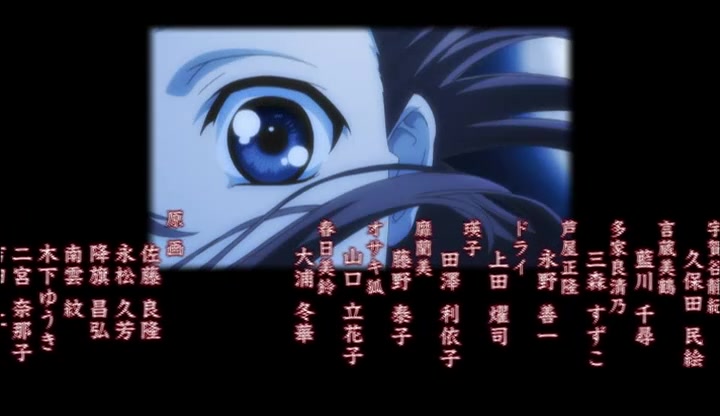 久保田 民絵
言蔵美鶴
藍川 千尋
多家良清乃
三森 すずこ
芦屋正隆
永野 善一
ドライ
上田 燿司
瑛子
田澤 利依子
靡蘭美
藤野 泰子
オサキ狐
山口 立花子
春日美鈴
大浦 冬華
原画
佐藤 良隆
永松 久芳
降旗 昌弘
南雲 紋
木下ゆうき
二宮 奈那子